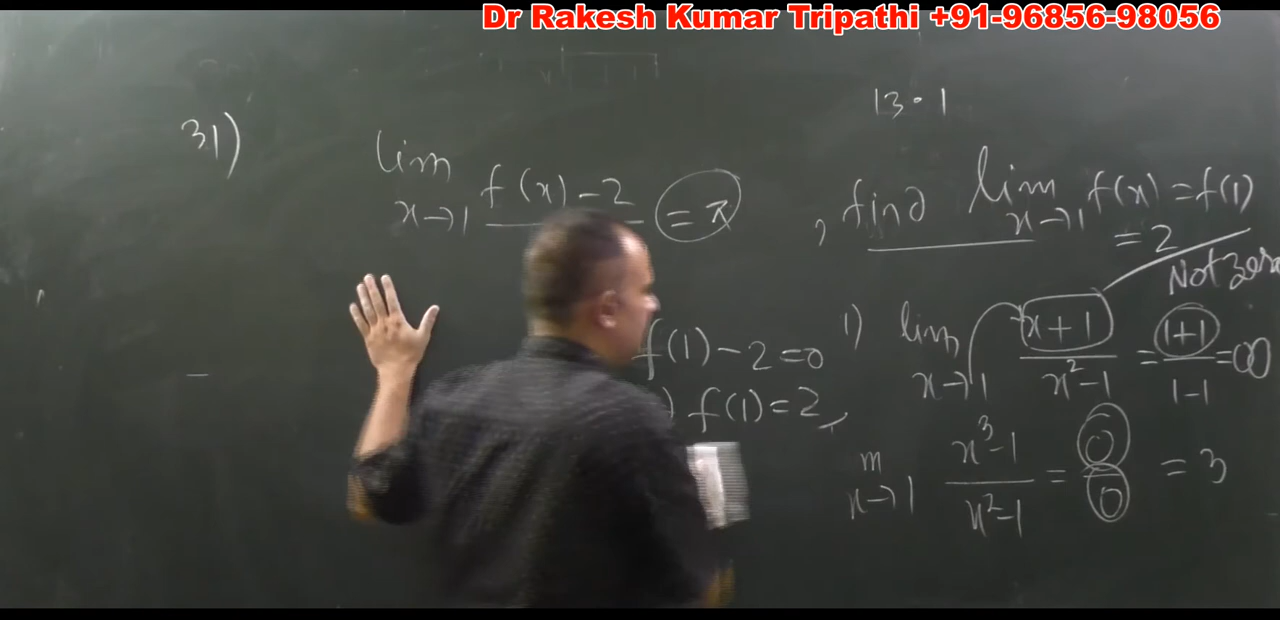 Dr Rakesh Kumar Tripathi +91-96856-98056
13.1
31) lim x→1 f(x)-2 = π , find lim x→1 f(x) = f(1)
= 2
Not zero
f(1)-2=0
) f(1)=2
1) lim x→1 x+1 / x²-1 = 1+1 / 1-1 = ∞
m x→1 x³-1 / x²-1 = 0/0 = 3